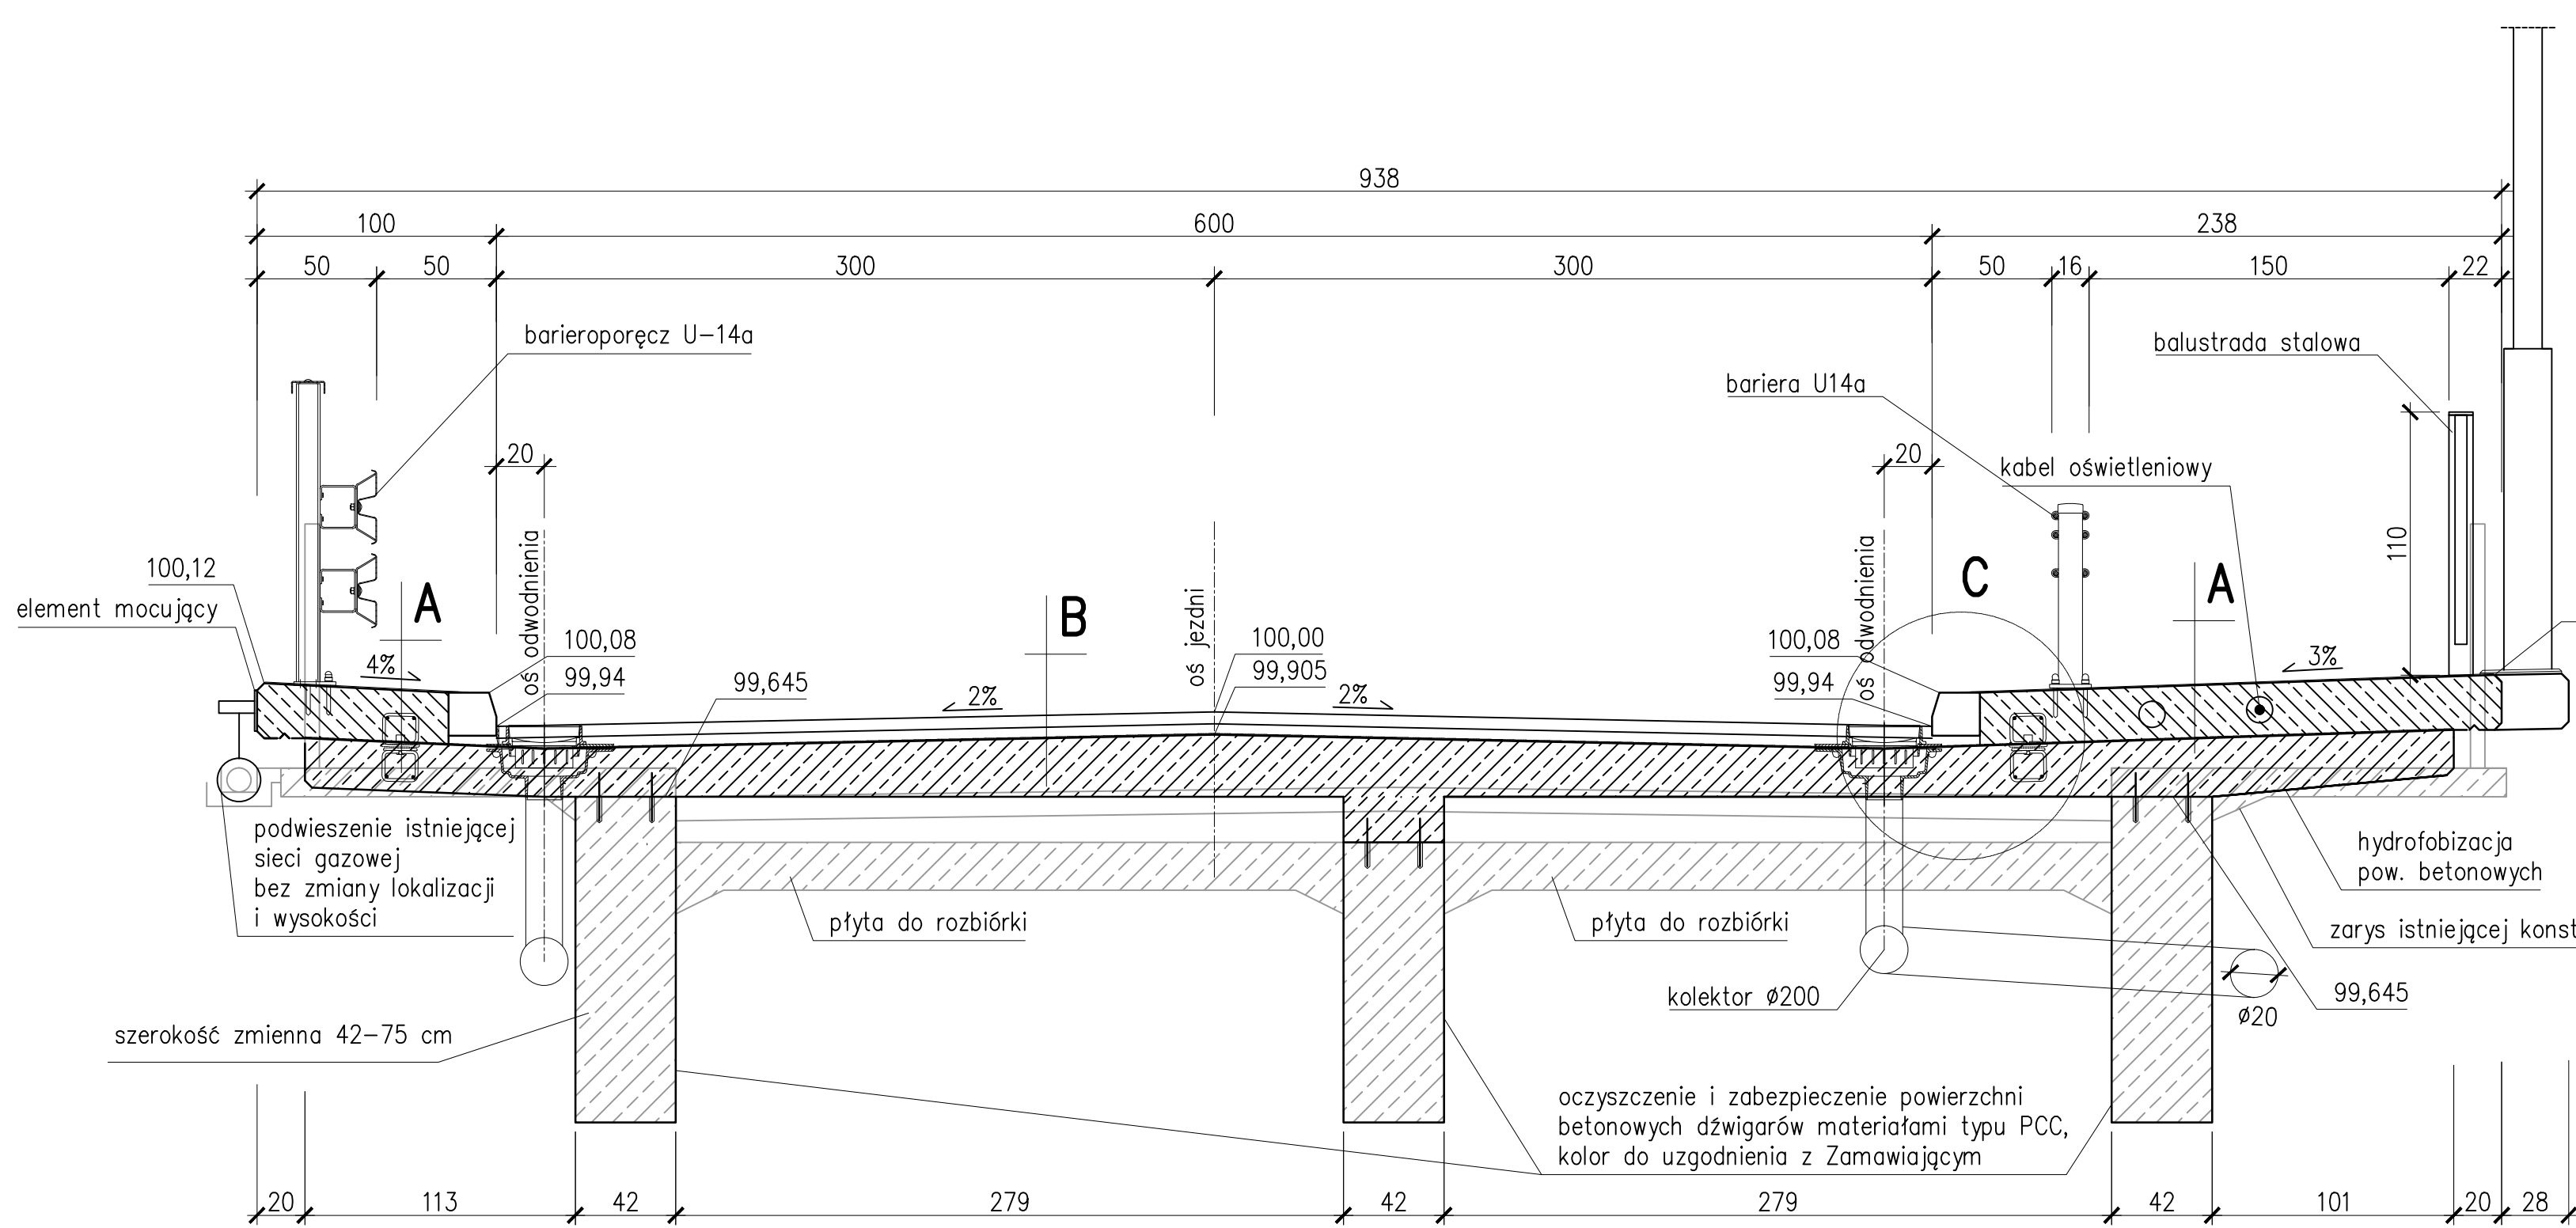 938
100
600
238
50
50
300
300
50
16
150
22
barieroporęcz U-14a
balustrada stalowa
bariera U14a
20
20
kabel oświetleniowy
110
oś odwodnienia
oś jezdni
oś odwodnienia
100,12
element mocujący
A
B
C
A
100,08
99,94
99,645
100,00
99,905
100,08
99,94
4%
2%
2%
3%
podwieszenie istniejącej
sieci gazowej
bez zmiany lokalizacji
i wysokości
płyta do rozbiórki
płyta do rozbiórki
hydrofobizacja
pow. betonowych
zarys istniejącej konst
kolektor ø200
99,645
ø20
szerokość zmienna 42-75 cm
oczyszczenie i zabezpieczenie powierzchni
betonowych dźwigarów materiałami typu PCC,
kolor do uzgodnienia z Zamawiającym
20
113
42
279
42
279
42
101
20
28